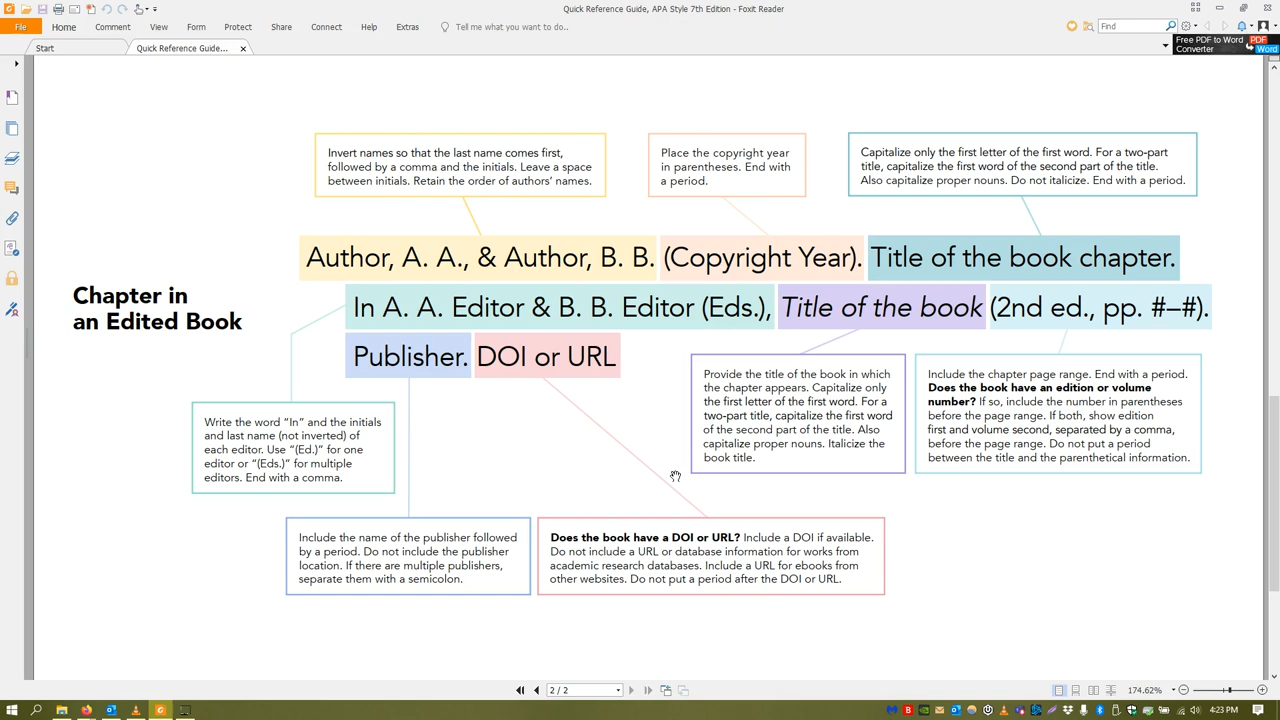 Quick Reference Guide, APA Style 7th Edition - Foxit Reader
File Home Comment View Form Protect Share Connect Help Extras Tell me what you want to do.. Find
Start Quick Reference Guide... Free PDF to Word Converter PDF Word
Invert names so that the last name comes first,
followed by a comma and the initials. Leave a space
between initials. Retain the order of authors' names.
Place the copyright year
in parentheses. End with
a period.
Capitalize only the first letter of the first word. For a two-part
title, capitalize the first word of the second part of the title.
Also capitalize proper nouns. Do not italicize. End with a period.
Chapter in
an Edited Book
Author, A. A., & Author, B. B. (Copyright Year). Title of the book chapter.
In A. A. Editor & B. B. Editor (Eds.), Title of the book (2nd ed., pp. #–#).
Publisher. DOI or URL
Write the word “In” and the initials
and last name (not inverted) of
each editor. Use “(Ed.)” for one
editor or “(Eds.)” for multiple
editors. End with a comma.
Provide the title of the book in which
the chapter appears. Capitalize only
the first letter of the first word. For a
two-part title, capitalize the first word
of the second part of the title. Also
capitalize proper nouns. Italicize the
book title.
Include the chapter page range. End with a period.
Does the book have an edition or volume
number? If so, include the number in parentheses
before the page range. If both, show edition
first and volume second, separated by a comma,
before the page range. Do not put a period
between the title and the parenthetical information.
Include the name of the publisher followed
by a period. Do not include the publisher
location. If there are multiple publishers,
separate them with a semicolon.
Does the book have a DOI or URL? Include a DOI if available.
Do not include a URL or database information for works from
academic research databases. Include a URL for ebooks from
other websites. Do not put a period after the DOI or URL.
2 / 2
174.62%
4:23 PM